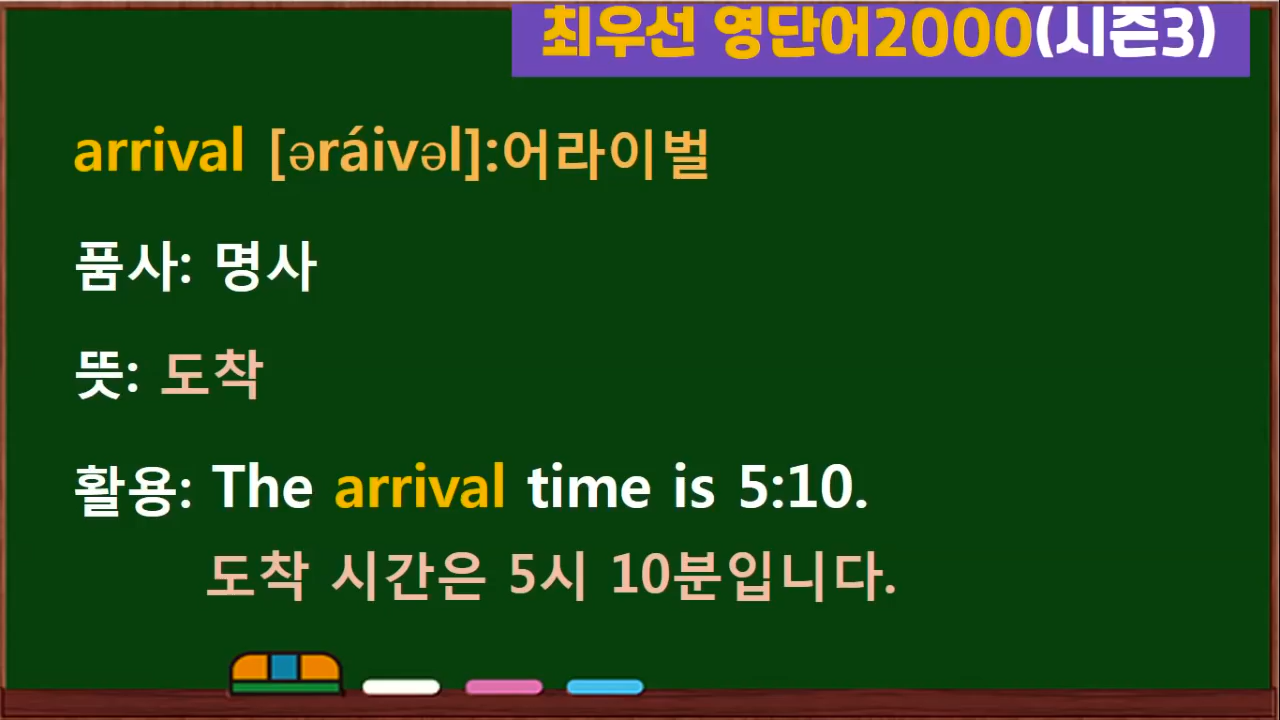 최우선 영단어2000(시즌3)
arrival [əráivəl]:어라이벌
품사: 명사
뜻: 도착
활용: The arrival time is 5:10.
도착 시간은 5시 10분입니다.